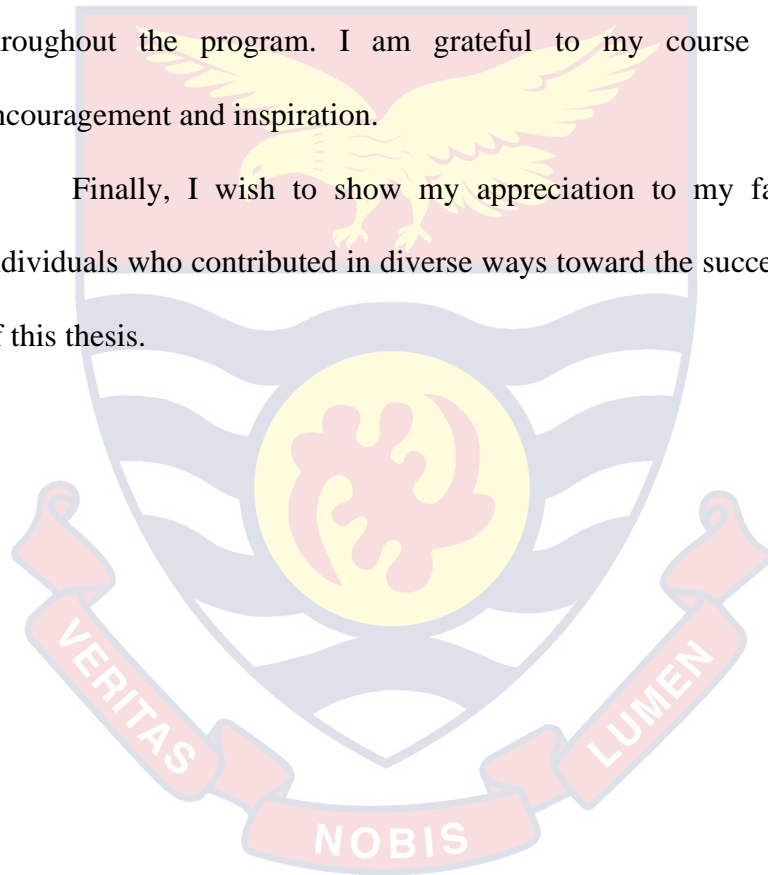 roughout the program. I am grateful to my course
ncouragement and inspiration.
Finally, I wish to show my appreciation to my fa
dividuals who contributed in diverse ways toward the succe
f this thesis.
VERITAS
NOBIS
LUMEN